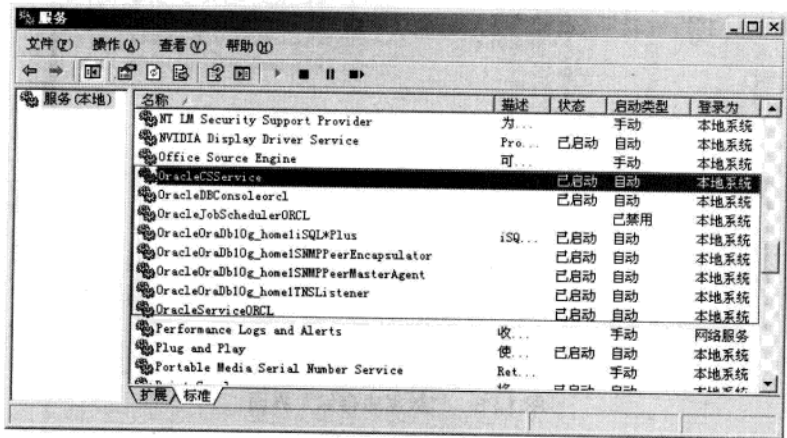 服务
文件(F) 操作(A) 查看(V) 帮助(H)
服务(本地)
名称 描述 状态 启动类型 登录为
NT LM Security Support Provider 为... 手动 本地系统
NVIDIA Display Driver Service Pro... 已启动 自动 本地系统
Office Source Engine 可... 手动 本地系统
OracleCSService 已启动 自动 本地系统
OracleDBConsoleorcl 已启动 自动 本地系统
OracleJobSchedulerORCL 已禁用 本地系统
OracleOraDb10g_home1iSQL*Plus iSQ... 已启动 自动 本地系统
OracleOraDb10g_home1SNMPPeerEncapsulator 已启动 自动 本地系统
OracleOraDb10g_home1SNMPPeerMasterAgent 已启动 自动 本地系统
OracleOraDb10g_home1TNSListener 已启动 自动 本地系统
OracleServiceORCL 已启动 自动 本地系统
Performance Logs and Alerts 收... 手动 网络服务
Plug and Play 使... 已启动 自动 本地系统
Portable Media Serial Number Service Ret... 手动 本地系统
扩展 标准